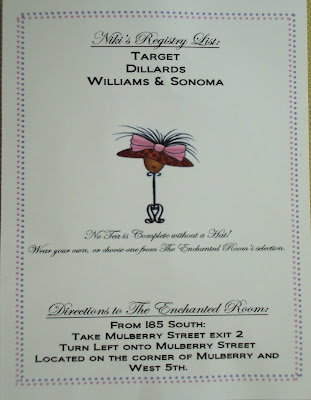 Niki's Registry List:
Target
Dillards
Williams & Sonoma
No Tea is Complete without a Hat!
Wear your own, or choose one from The Enchanted Room's selection.
Directions to The Enchanted Room:
From 185 South:
Take Mulberry Street exit 2
Turn Left onto Mulberry Street
Located on the corner of Mulberry and
West 5th.